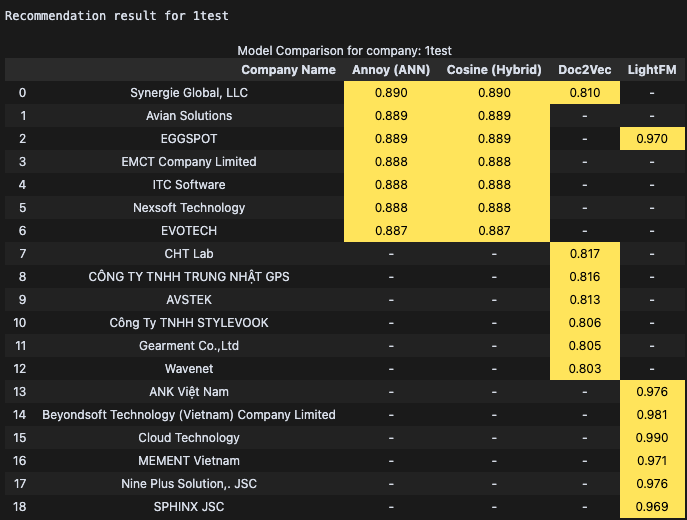 Recommendation result for 1test
Model Comparison for company: 1test
Company Name Annoy (ANN) Cosine (Hybrid) Doc2Vec LightFM
0 Synergie Global, LLC 0.890 0.890 0.810 -
1 Avian Solutions 0.889 0.889 - -
2 EGGSPOT 0.889 0.889 - 0.970
3 EMCT Company Limited 0.888 0.888 - -
4 ITC Software 0.888 0.888 - -
5 Nexsoft Technology 0.888 0.888 - -
6 EVOTECH 0.887 0.887 - -
7 CHT Lab - - 0.817 -
8 CÔNG TY TNHH TRUNG NHẬT GPS - - 0.816 -
9 AVSTEK - - 0.813 -
10 Công Ty TNHH STYLEVOOK - - 0.806 -
11 Gearment Co.,Ltd - - 0.805 -
12 Wavenet - - 0.803 -
13 ANK Việt Nam - - - 0.976
14 Beyondsoft Technology (Vietnam) Company Limited - - - 0.981
15 Cloud Technology - - - 0.990
16 MEMENT Vietnam - - - 0.971
17 Nine Plus Solution,. JSC - - - 0.976
18 SPHINX JSC - - - 0.969